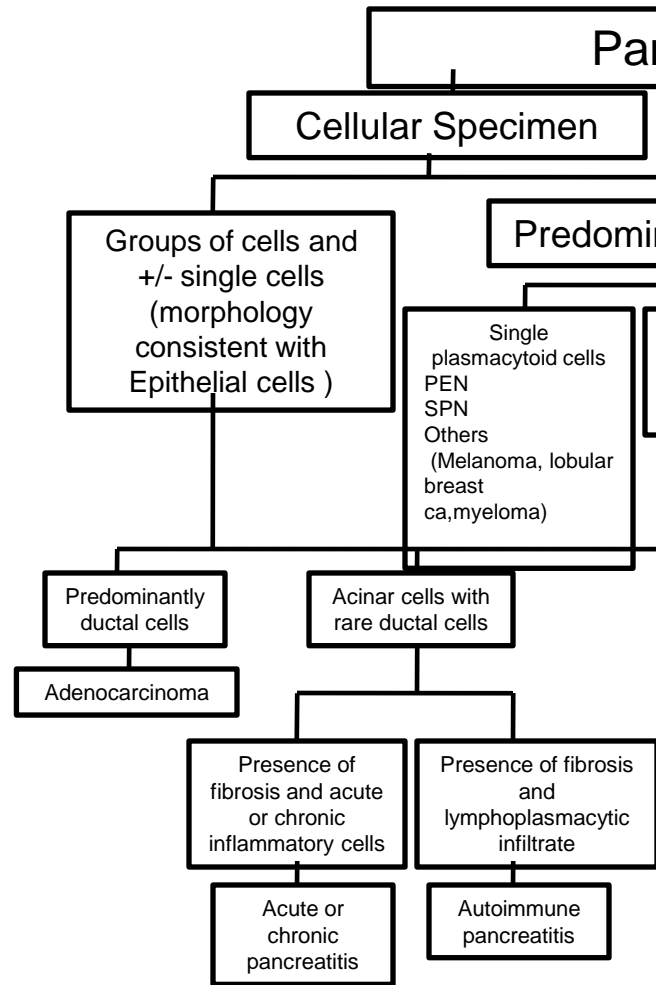 Par
Cellular Specimen
Groups of cells and
+/- single cells
(morphology
consistent with
Epithelial cells )
Predomin
Single
plasmacytoid cells
PEN
SPN
Others
(Melanoma, lobular
breast
ca,myeloma)
Predominantly
ductal cells
Acinar cells with
rare ductal cells
Adenocarcinoma
Presence of
fibrosis and acute
or chronic
inflammatory cells
Presence of fibrosis
and
lymphoplasmacytic
infiltrate
Acute or
chronic
pancreatitis
Autoimmune
pancreatitis